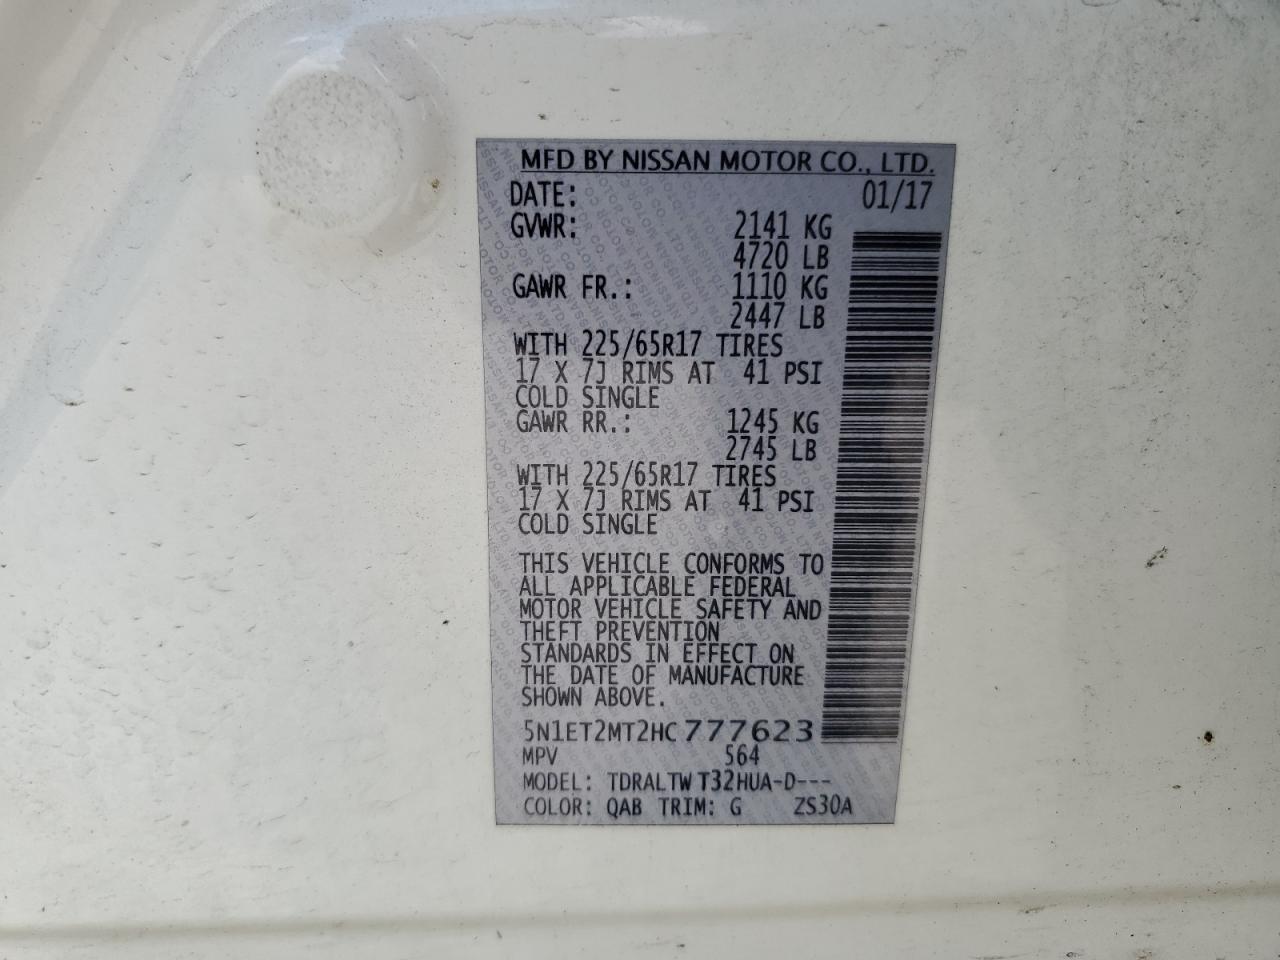 MFD BY NISSAN MOTOR CO., LTD.
DATE: 01/17
GVWR: 2141 KG
4720 LB
GAWR FR.: 1110 KG
2447 LB
WITH 225/65R17 TIRES
17 X 7J RIMS AT 41 PSI
COLD SINGLE
GAWR RR.: 1245 KG
2745 LB
WITH 225/65R17 TIRES
17 X 7J RIMS AT 41 PSI
COLD SINGLE
THIS VEHICLE CONFORMS TO
ALL APPLICABLE FEDERAL
MOTOR VEHICLE SAFETY AND
THEFT PREVENTION
STANDARDS IN EFFECT ON
THE DATE OF MANUFACTURE
SHOWN ABOVE.
5N1ET2MT2HC777623
MPV 564
MODEL: TDRALTW T32HUA-D---
COLOR: QAB TRIM: G ZS30A